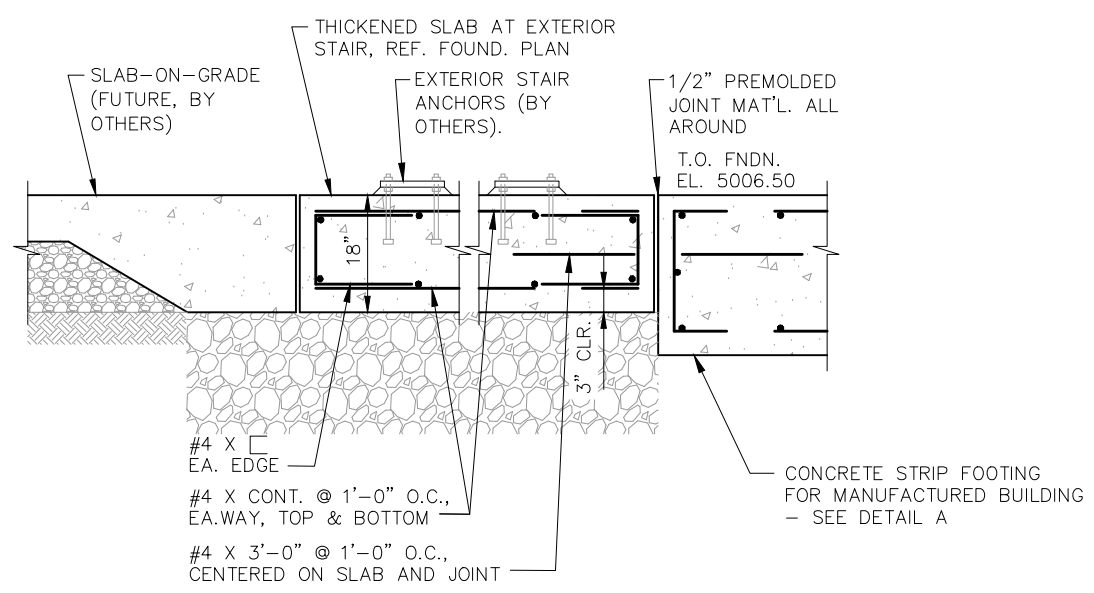 THICKENED SLAB AT EXTERIOR
STAIR, REF. FOUND. PLAN
SLAB-ON-GRADE
(FUTURE, BY
OTHERS)
EXTERIOR STAIR
ANCHORS (BY
OTHERS).
1/2" PREMOLDED
JOINT MAT'L. ALL
AROUND
T.O. FNDN.
EL. 5006.50
18"
3" CLR.
#4 X
EA. EDGE
#4 X CONT. @ 1'-0" O.C.,
EA.WAY, TOP & BOTTOM
#4 X 3'-0" @ 1'-0" O.C.,
CENTERED ON SLAB AND JOINT
CONCRETE STRIP FOOTING
FOR MANUFACTURED BUILDING
- SEE DETAIL A